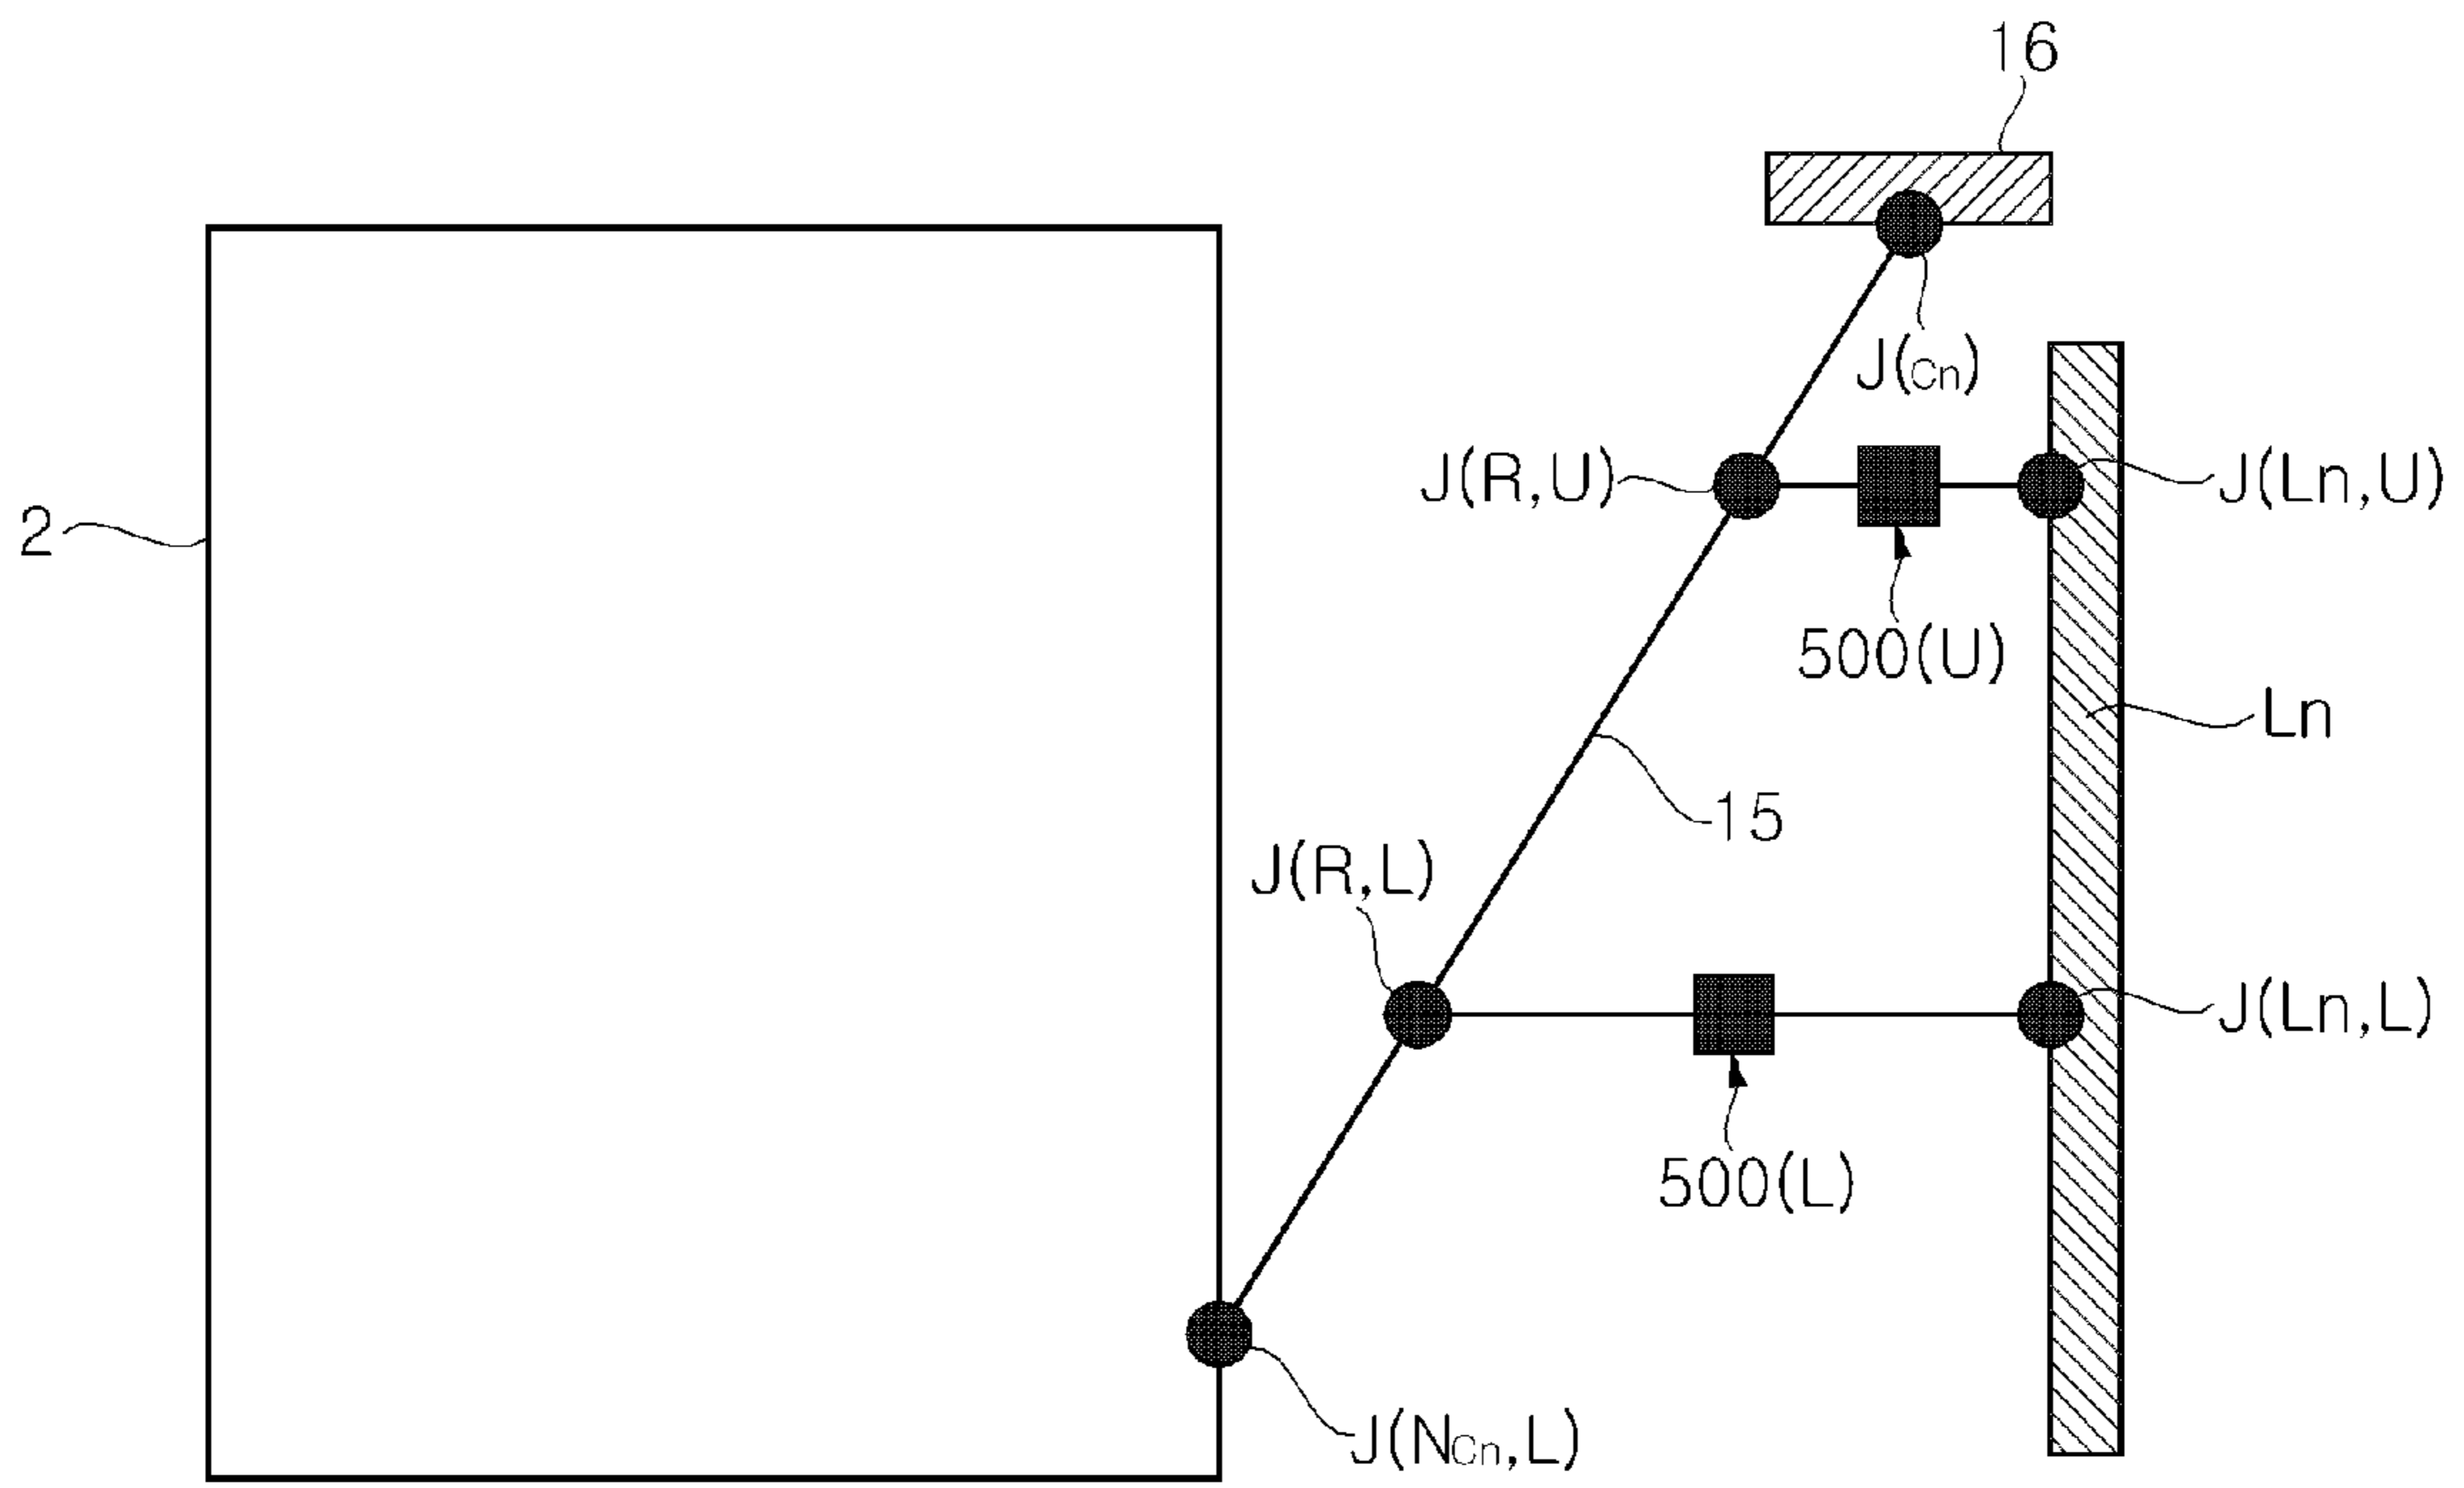 16
J(Cn)
J(R,U)
J(Ln,U)
2
500(U)
Ln
15
J(R,L)
J(Ln,L)
500(L)
J(NCn,L)